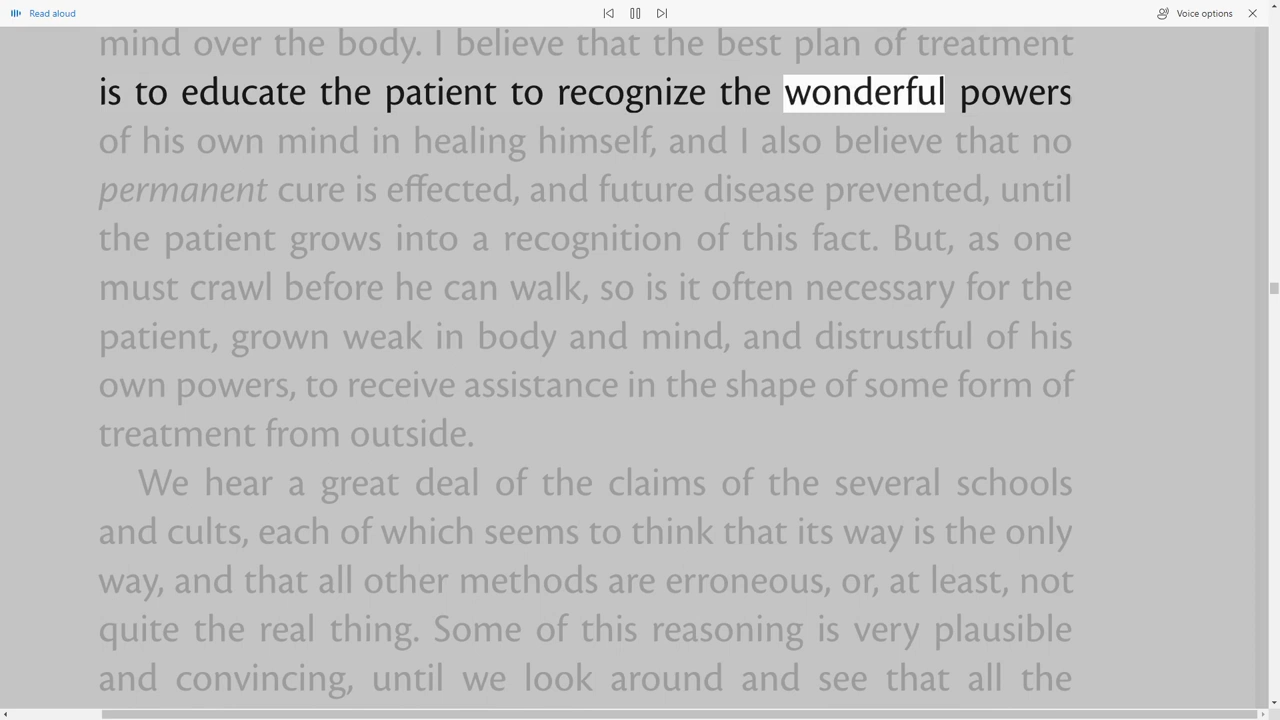 Read aloud
Voice options
mind over the body. I believe that the best plan of treatment
is to educate the patient to recognize the wonderful powers
of his own mind in healing himself, and I also believe that no
permanent cure is effected, and future disease prevented, until
the patient grows into a recognition of this fact. But, as one
must crawl before he can walk, so is it often necessary for the
patient, grown weak in body and mind, and distrustful of his
own powers, to receive assistance in the shape of some form of
treatment from outside.
We hear a great deal of the claims of the several schools
and cults, each of which seems to think that its way is the only
way, and that all other methods are erroneous, or, at least, not
quite the real thing. Some of this reasoning is very plausible
and convincing, until we look around and see that all the